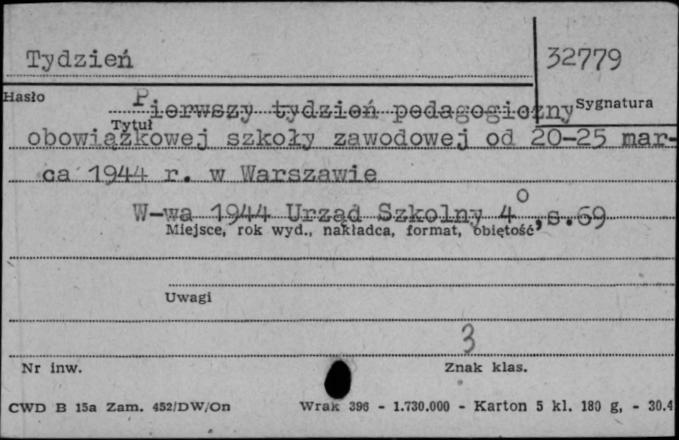 Tydzień 32779
Hasło Sygnatura
Pierwszy tydzień pedagogiczny
Tytuł
obowiązkowej szkoły zawodowej od 20-25 mar-
ca 1944 r. w Warszawie
W-wa 1944 Urząd Szkolny 4°, s.69
Miejsce, rok wyd., nakładca, format, objętość
Uwagi
3
Nr inw. Znak klas.
CWD B 15a Zam. 452/DW/On Wrak 396 - 1.730.000 - Karton 5 kl. 180 g, - 30.4